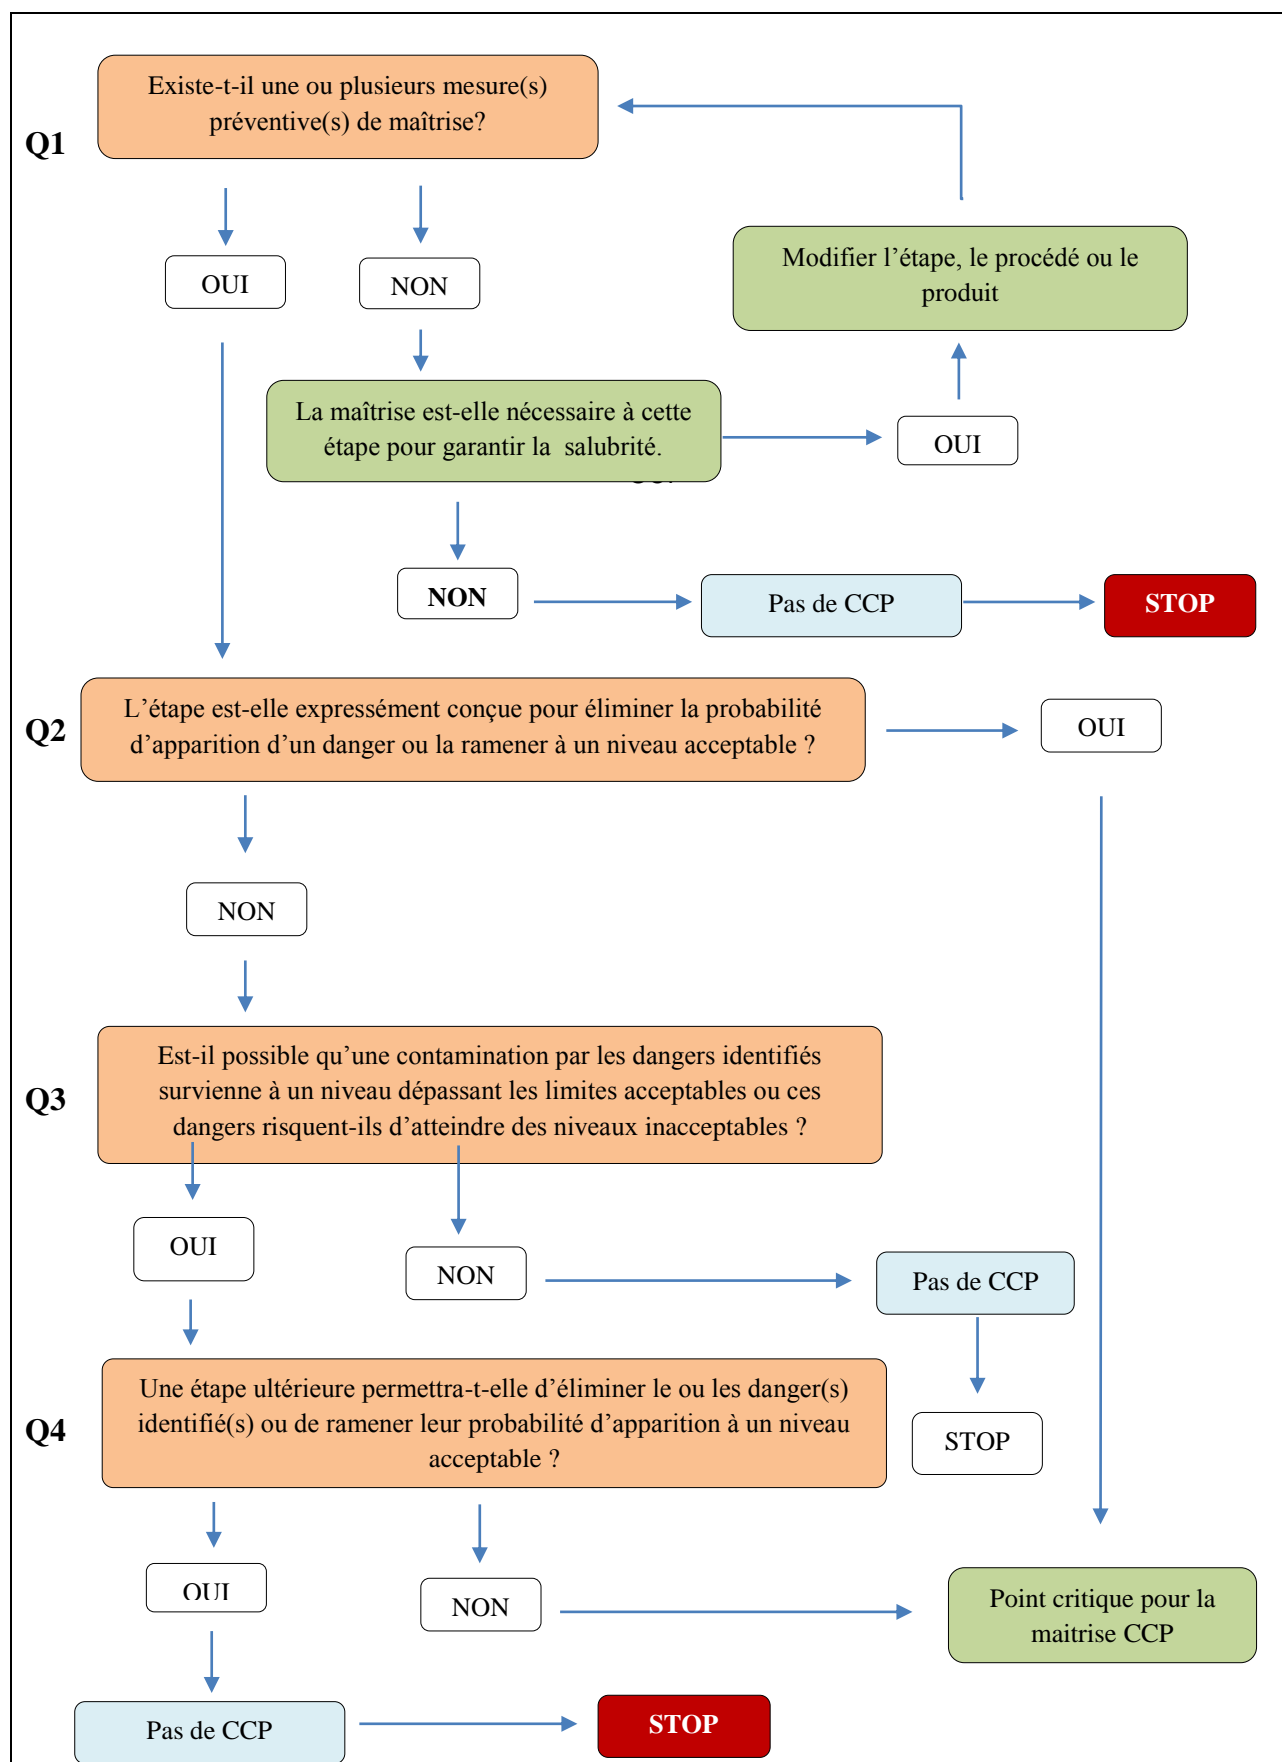 Existe-t-il une ou plusieurs mesure(s)
préventive(s) de maîtrise?
Q1
OUI
NON
Modifier l’étape, le procédé ou le
produit
La maîtrise est-elle nécessaire à cette
étape pour garantir la  salubrité.
OUI
NON
Pas de CCP
STOP
Q2
L’étape est-elle expressément conçue pour éliminer la probabilité
d’apparition d’un danger ou la ramener à un niveau acceptable ?
OUI
NON
Q3
Est-il possible qu’une contamination par les dangers identifiés
survienne à un niveau dépassant les limites acceptables ou ces
dangers risquent-ils d’atteindre des niveaux inacceptables ?
OUI
NON
Pas de CCP
STOP
Q4
Une étape ultérieure permettra-t-elle d’éliminer le ou les danger(s)
identifié(s) ou de ramener leur probabilité d’apparition à un niveau
acceptable ?
OUI
NON
Point critique pour la
maitrise CCP
Pas de CCP
STOP